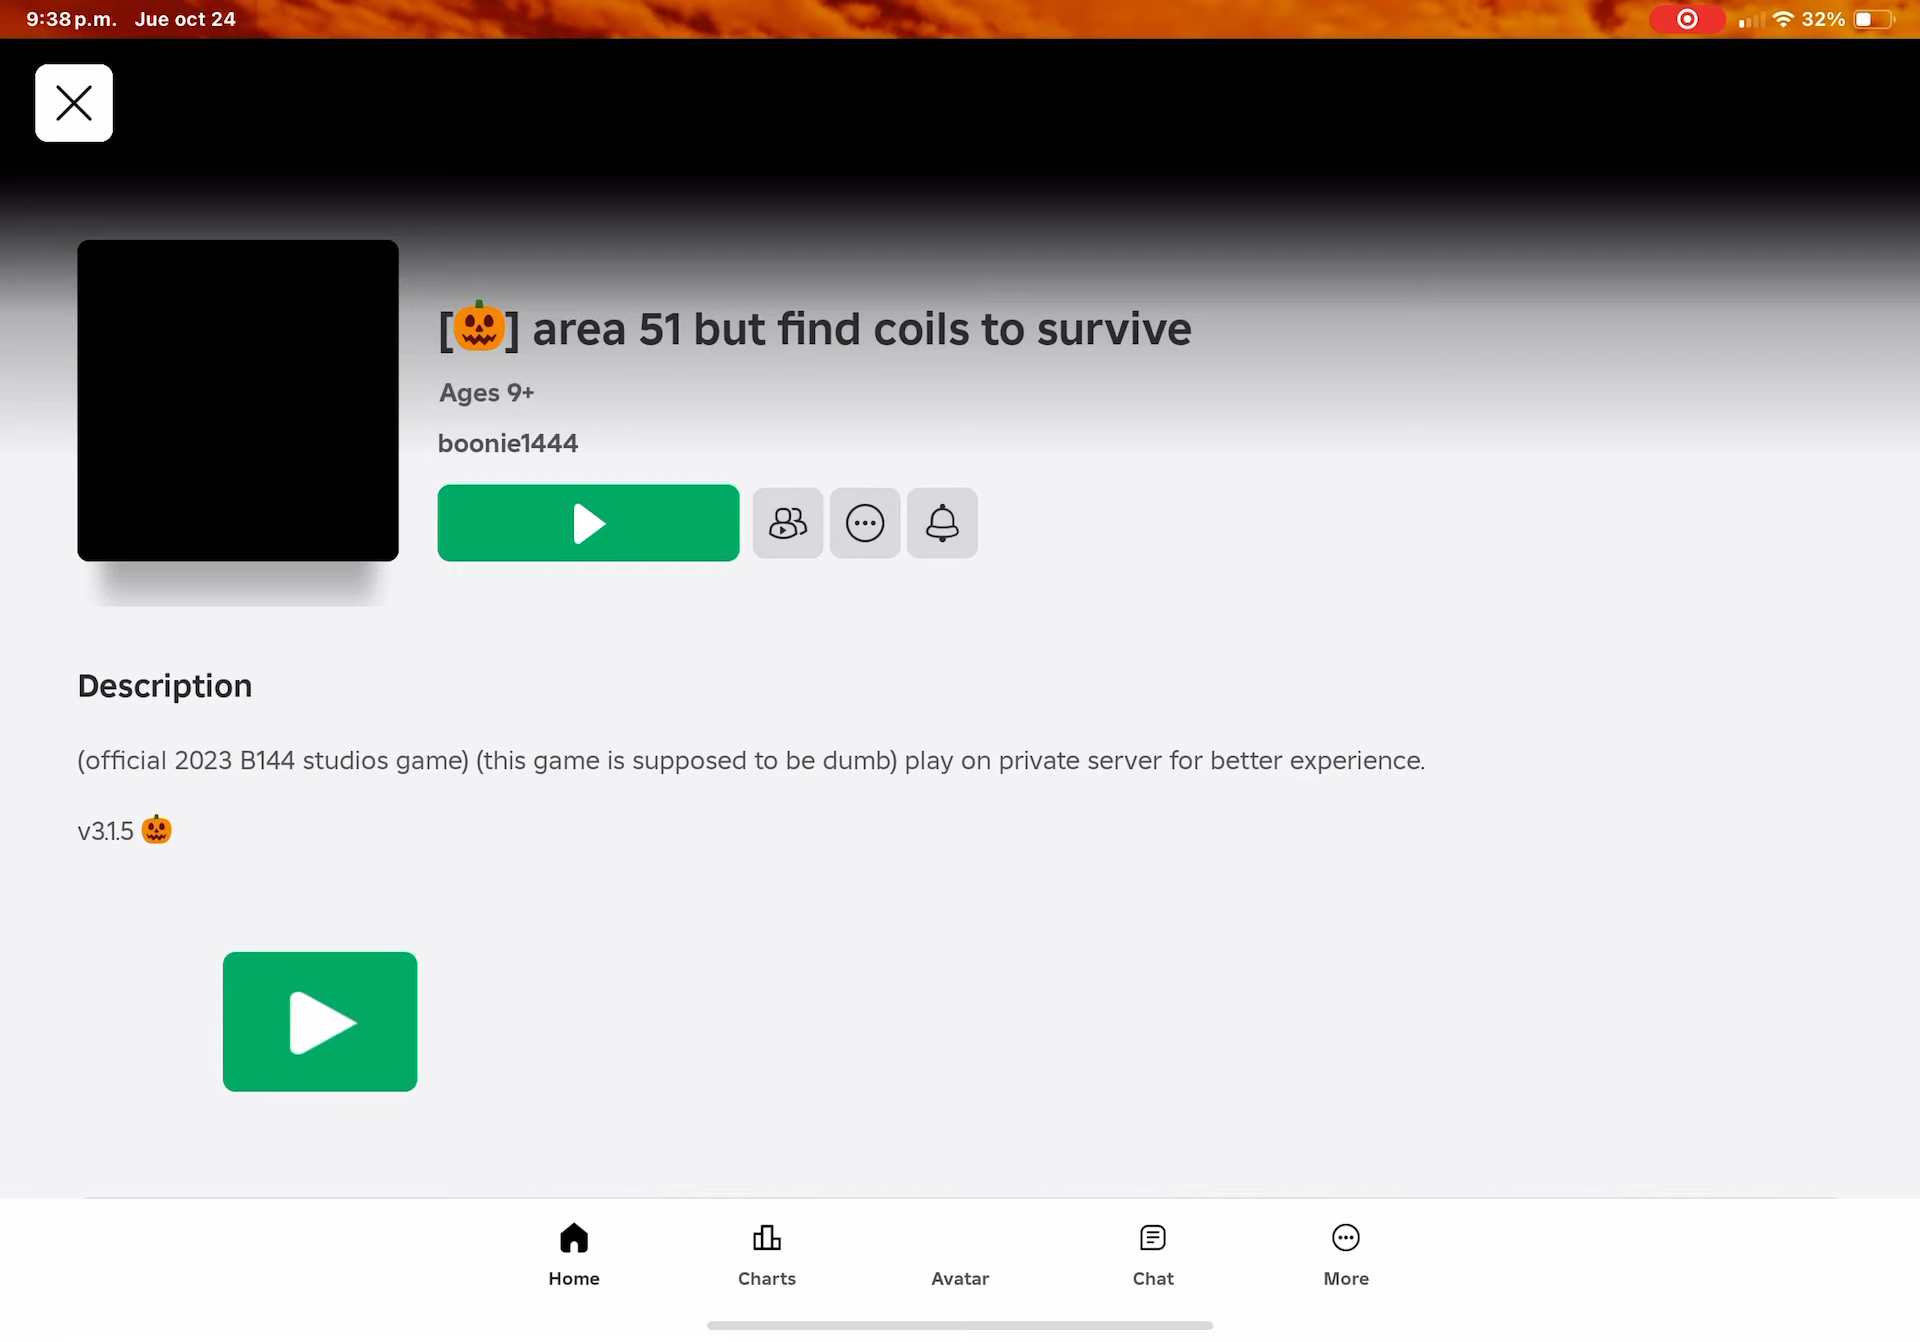 9:38 p.m. Jue oct 24
32%
[🎃] area 51 but find coils to survive
Ages 9+
boonie1444
Description
(official 2023 B144 studios game) (this game is supposed to be dumb) play on private server for better experience.
v3.1.5 🎃
Home Charts Avatar Chat More